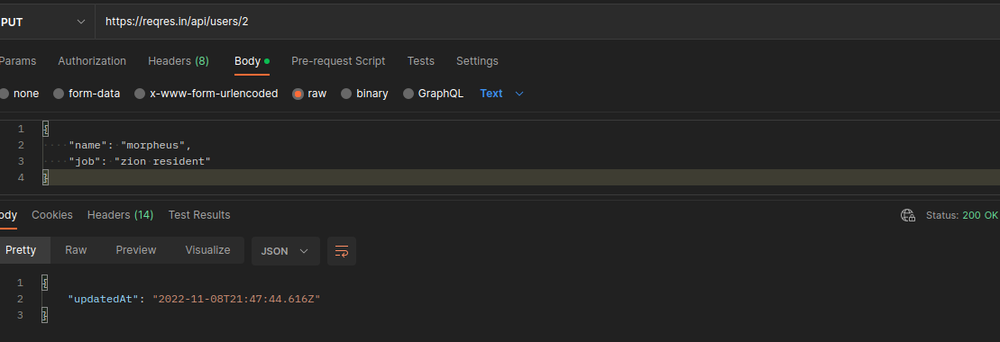 PUT https://reqres.in/api/users/2
Params Authorization Headers (8) Body Pre-request Script Tests Settings
none form-data x-www-form-urlencoded raw binary GraphQL Text
1 {
2 "name": "morpheus",
3 "job": "zion resident"
4 }
ody Cookies Headers (14) Test Results Status: 200 OK
Pretty Raw Preview Visualize JSON
1 {
2 "updatedAt": "2022-11-08T21:47:44.616Z"
3 }